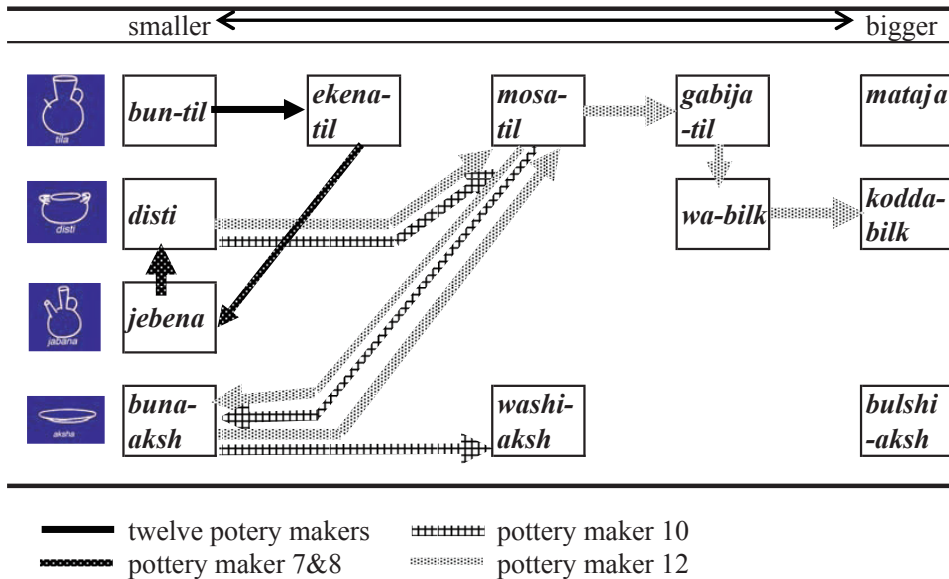 smaller bigger
tila
bun-til
ekena-
til
mosa-
til
gabija
-til
mataja
disti
disti
wa-bilk
kodda-
bilk
jabana
jebena
aksha
buna-
aksh
washi-
aksh
bulshi
-aksh
twelve potery makers
pottery maker 10
pottery maker 7&8
pottery maker 12